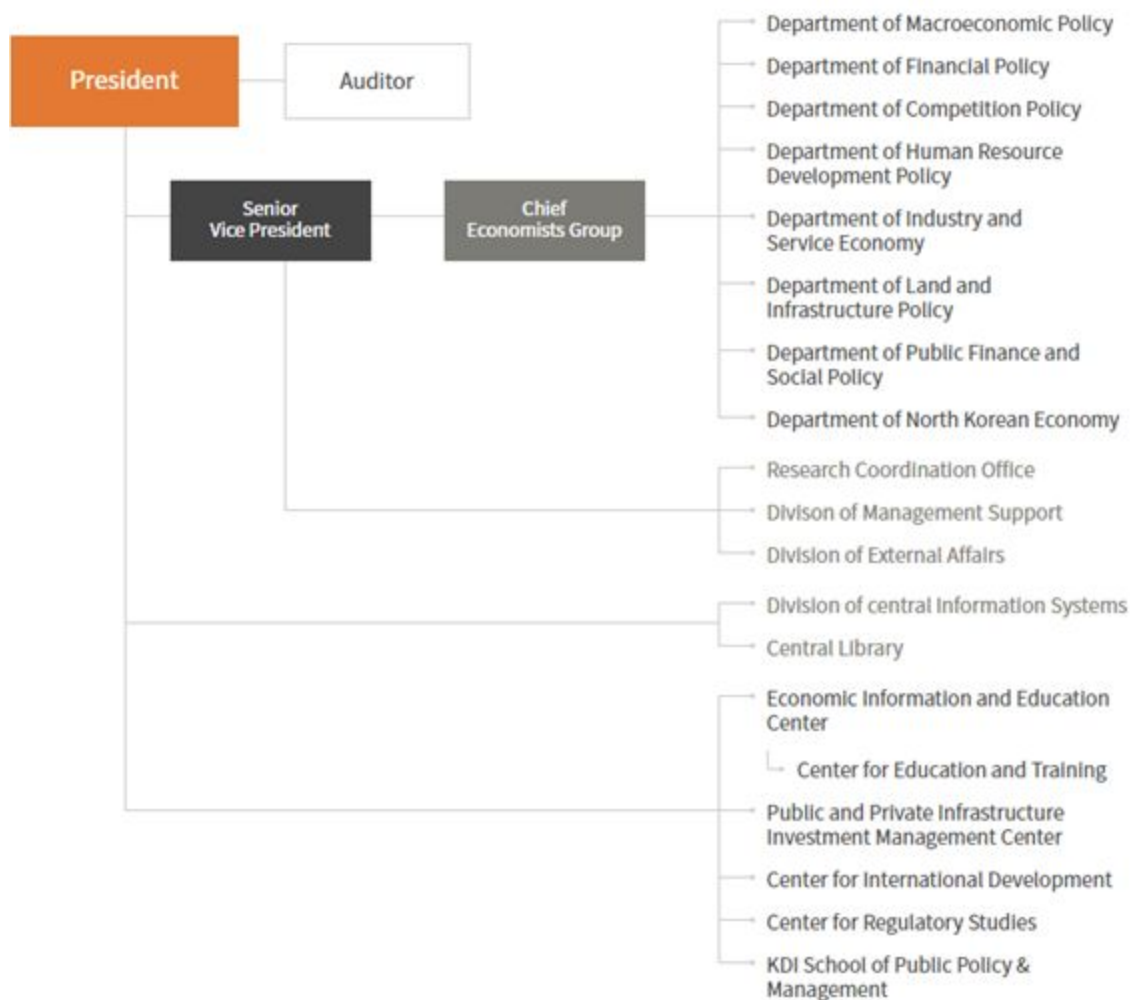 President
Auditor
Senior
Vice President
Chief
Economists Group
Department of Macroeconomic Policy
Department of Financial Policy
Department of Competition Policy
Department of Human Resource
Development Policy
Department of Industry and
Service Economy
Department of Land and
Infrastructure Policy
Department of Public Finance and
Social Policy
Department of North Korean Economy
Research Coordination Office
Divison of Management Support
Division of External Affairs
Division of central Information Systems
Central Library
Economic Information and Education
Center
Center for Education and Training
Public and Private Infrastructure
Investment Management Center
Center for International Development
Center for Regulatory Studies
KDI School of Public Policy &
Management